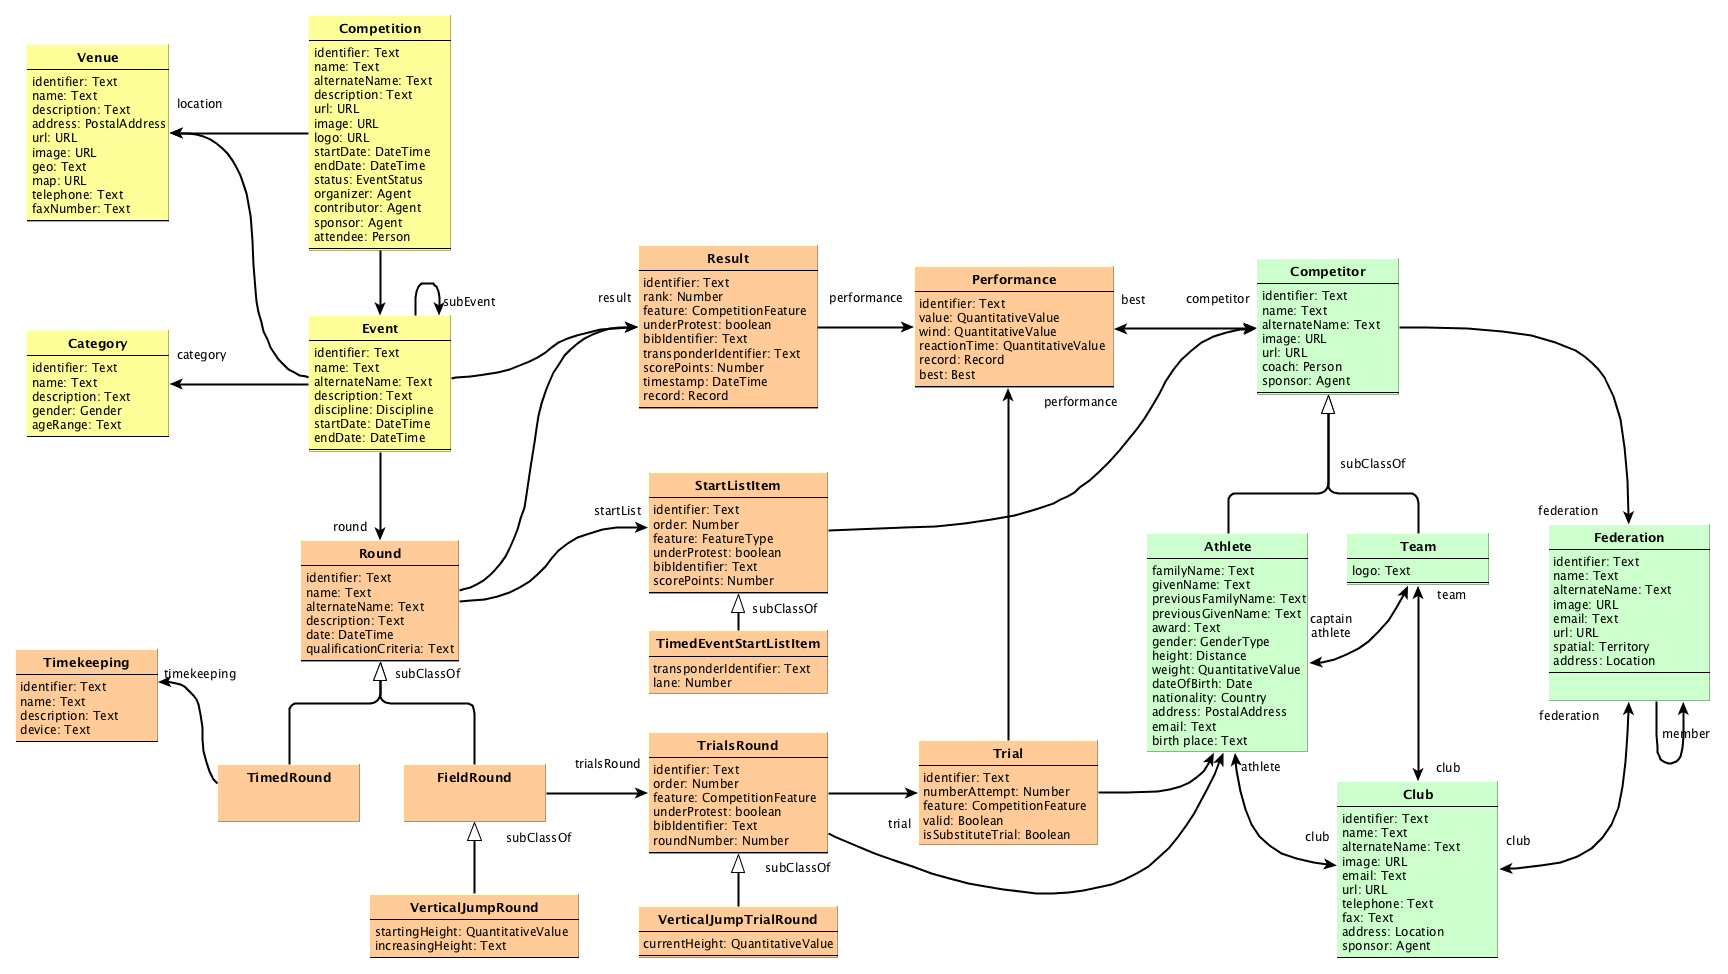 Competition
identifier: Text
name: Text
alternateName: Text
description: Text
url: URL
image: URL
logo: URL
startDate: DateTime
endDate: DateTime
status: EventStatus
organizer: Agent
contributor: Agent
sponsor: Agent
attendee: Person
Venue
identifier: Text
name: Text
description: Text
address: PostalAddress
url: URL
image: URL
geo: Text
map: URL
telephone: Text
faxNumber: Text
location
subEvent
Event
identifier: Text
name: Text
alternateName: Text
description: Text
discipline: Discipline
startDate: DateTime
endDate: DateTime
Category
identifier: Text
name: Text
description: Text
gender: Gender
ageRange: Text
category
result
Result
identifier: Text
rank: Number
feature: CompetitionFeature
underProtest: boolean
bibIdentifier: Text
transponderIdentifier: Text
scorePoints: Number
timestamp: DateTime
record: Record
performance
Performance
identifier: Text
value: QuantitativeValue
wind: QuantitativeValue
reactionTime: QuantitativeValue
record: Record
best: Best
best
competitor
performance
Competitor
identifier: Text
name: Text
alternateName: Text
image: URL
url: URL
coach: Person
sponsor: Agent
subClassOf
federation
round
Round
identifier: Text
name: Text
alternateName: Text
description: Text
date: DateTime
qualificationCriteria: Text
startList
StartListItem
identifier: Text
order: Number
feature: FeatureType
underProtest: boolean
bibIdentifier: Text
scorePoints: Number
subClassOf
TimedEventStartListItem
transponderIdentifier: Text
lane: Number
Athlete
familyName: Text
givenName: Text
previousFamilyName: Text
previousGivenName: Text
award: Text
gender: GenderType
height: Distance
weight: QuantitativeValue
dateOfBirth: Date
nationality: Country
address: PostalAddress
email: Text
birth place: Text
Team
logo: Text
team
captain
athlete
Federation
identifier: Text
name: Text
alternateName: Text
image: URL
email: Text
url: URL
spatial: Territory
address: Location
federation
member
Timekeeping
identifier: Text
name: Text
description: Text
device: Text
timekeeping
subClassOf
TimedRound
FieldRound
subClassOf
trialsRound
TrialsRound
identifier: Text
order: Number
feature: CompetitionFeature
underProtest: boolean
bibIdentifier: Text
roundNumber: Number
trial
Trial
identifier: Text
numberAttempt: Number
feature: CompetitionFeature
valid: Boolean
isSubstituteTrial: Boolean
athlete
club
club
club
Club
identifier: Text
name: Text
alternateName: Text
image: URL
email: Text
url: URL
telephone: Text
fax: Text
address: Location
sponsor: Agent
subClassOf
VerticalJumpRound
startingHeight: QuantitativeValue
increasingHeight: Text
VerticalJumpTrialRound
currentHeight: QuantitativeValue